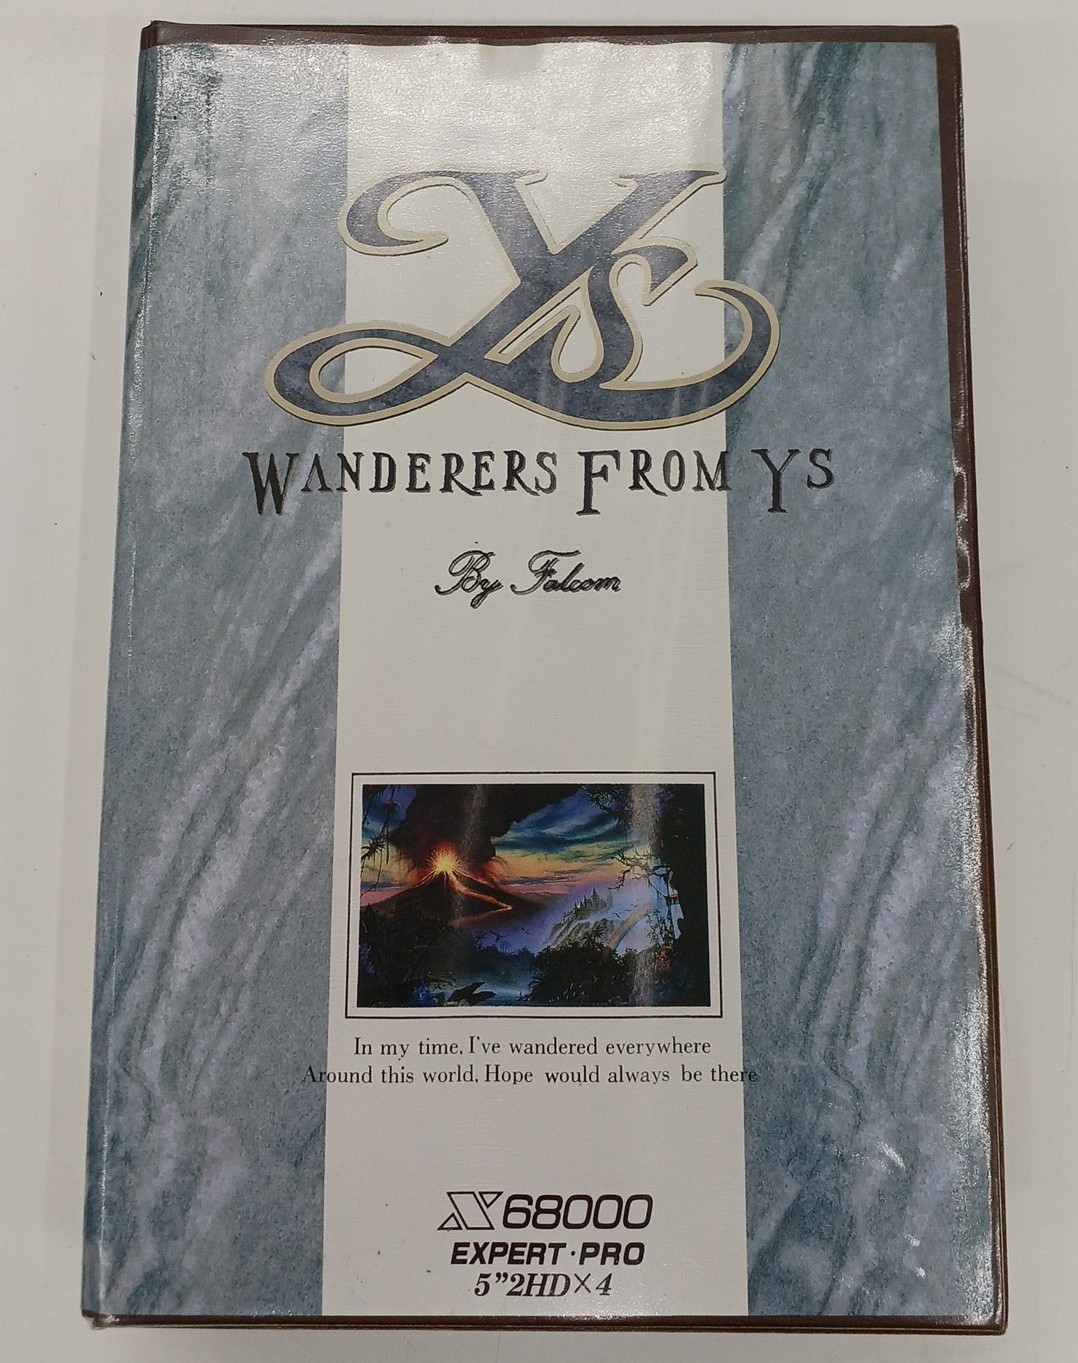 Ys
WANDERERS FROM YS
By Falcom
In my time, I've wandered everywhere
Around this world, Hope would always be there
X68000
EXPERT·PRO
5"2HD×4